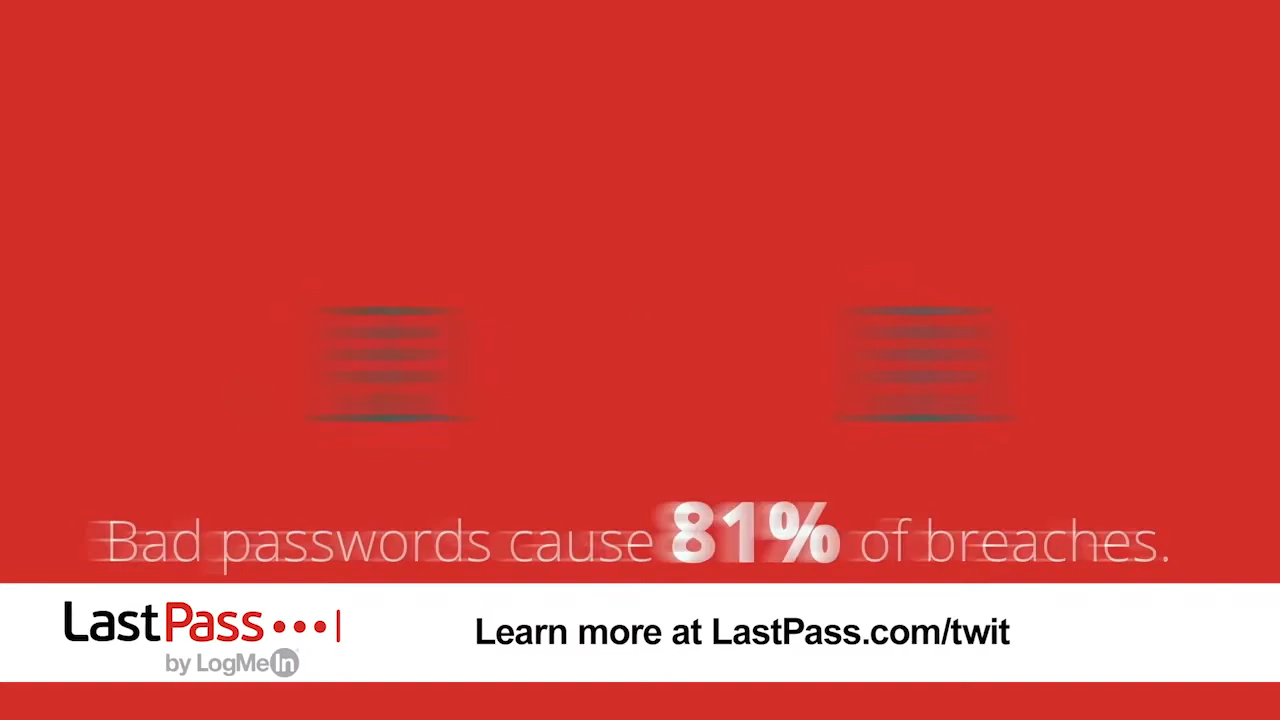 Bad passwords cause 81% of breaches.
LastPass
by LogMeIn
Learn more at LastPass.com/twit